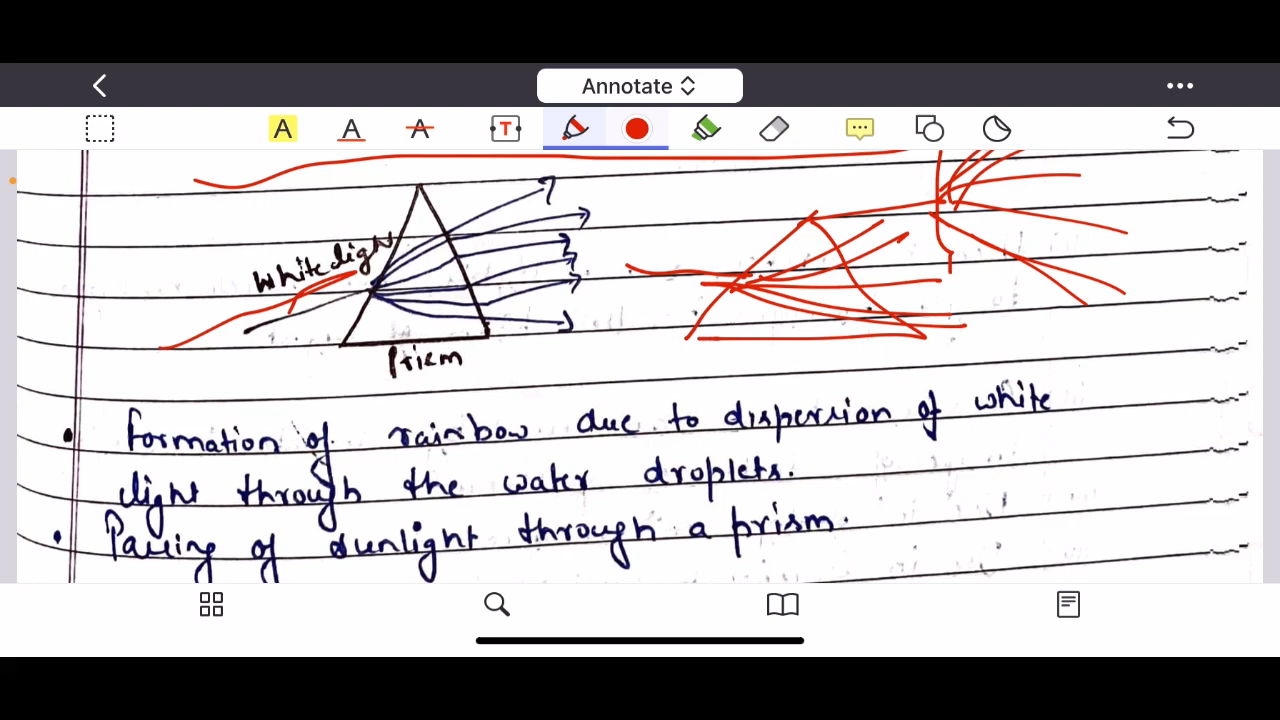 Annotate
A
A
A
T
White light
Prism
Formation of rainbow due to dispersion of white
light through the water droplets.
Passing of sunlight through a prism.